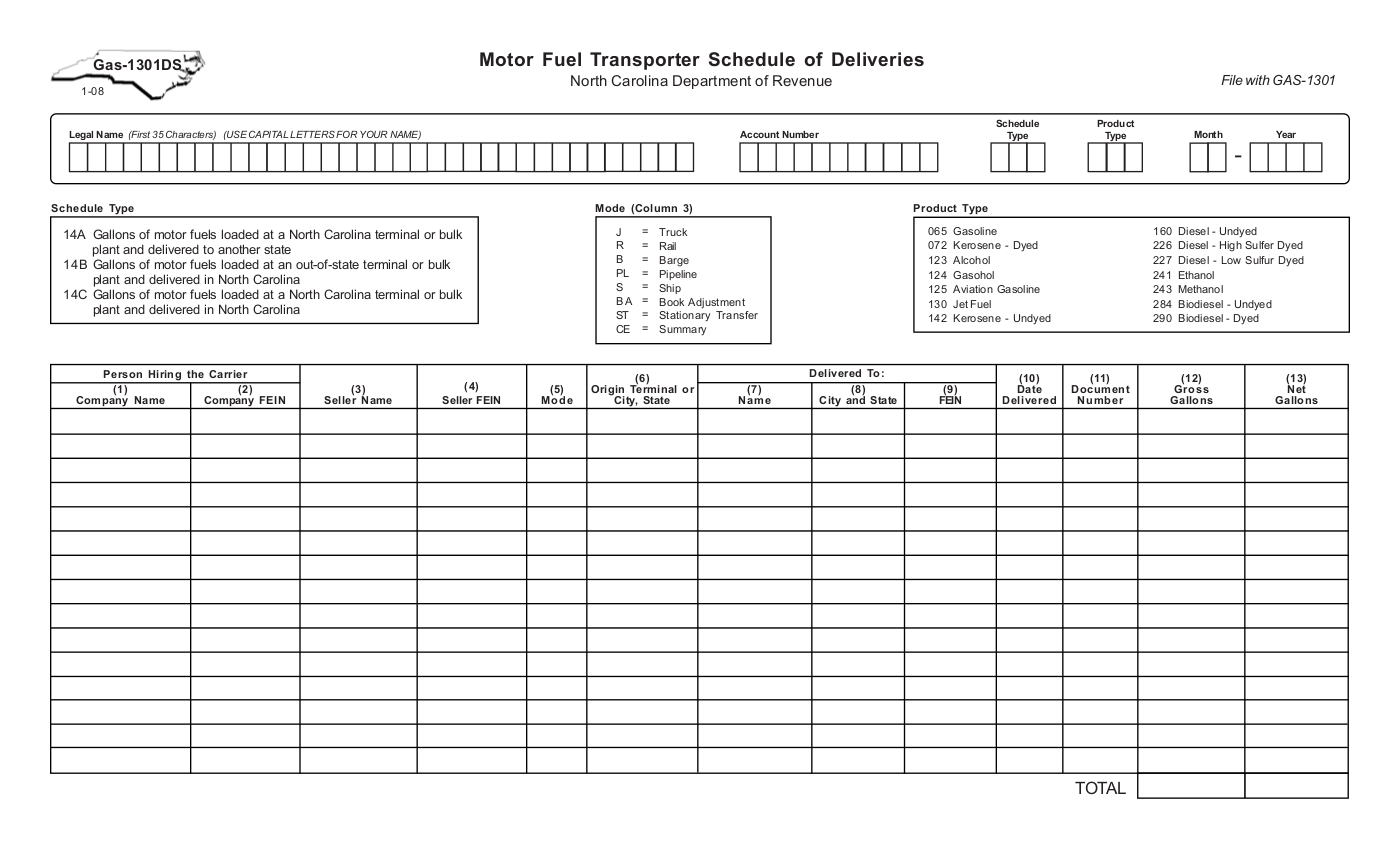 Gas-1301DS
1-08
Motor Fuel Transporter Schedule of Deliveries
North Carolina Department of Revenue
File with GAS-1301
Legal Name (First 35 Characters) (USE CAPITAL LETTERS FOR YOUR NAME)
Account Number
Schedule
Type
Product
Type
Month
Year
–
Schedule Type
14A Gallons of motor fuels loaded at a North Carolina terminal or bulk
plant and delivered to another state
14B Gallons of motor fuels loaded at an out-of-state terminal or bulk
plant and delivered in North Carolina
14C Gallons of motor fuels loaded at a North Carolina terminal or bulk
plant and delivered in North Carolina
Mode (Column 3)
J = Truck
R = Rail
B = Barge
PL = Pipeline
S = Ship
BA = Book Adjustment
ST = Stationary Transfer
CE = Summary
Product Type
065 Gasoline
072 Kerosene - Dyed
123 Alcohol
124 Gasohol
125 Aviation Gasoline
130 Jet Fuel
142 Kerosene - Undyed
160 Diesel - Undyed
226 Diesel - High Sulfer Dyed
227 Diesel - Low Sulfur Dyed
241 Ethanol
243 Methanol
284 Biodiesel - Undyed
290 Biodiesel - Dyed
Person Hiring the Carrier
(1)
Company Name
(2)
Company FEIN
(3)
Seller Name
(4)
Seller FEIN
(5)
Mode
(6)
Origin Terminal or
City, State
Delivered To:
(7)
Name
(8)
City and State
(9)
FEIN
(10)
Date
Delivered
(11)
Document
Number
(12)
Gross
Gallons
(13)
Net
Gallons
TOTAL